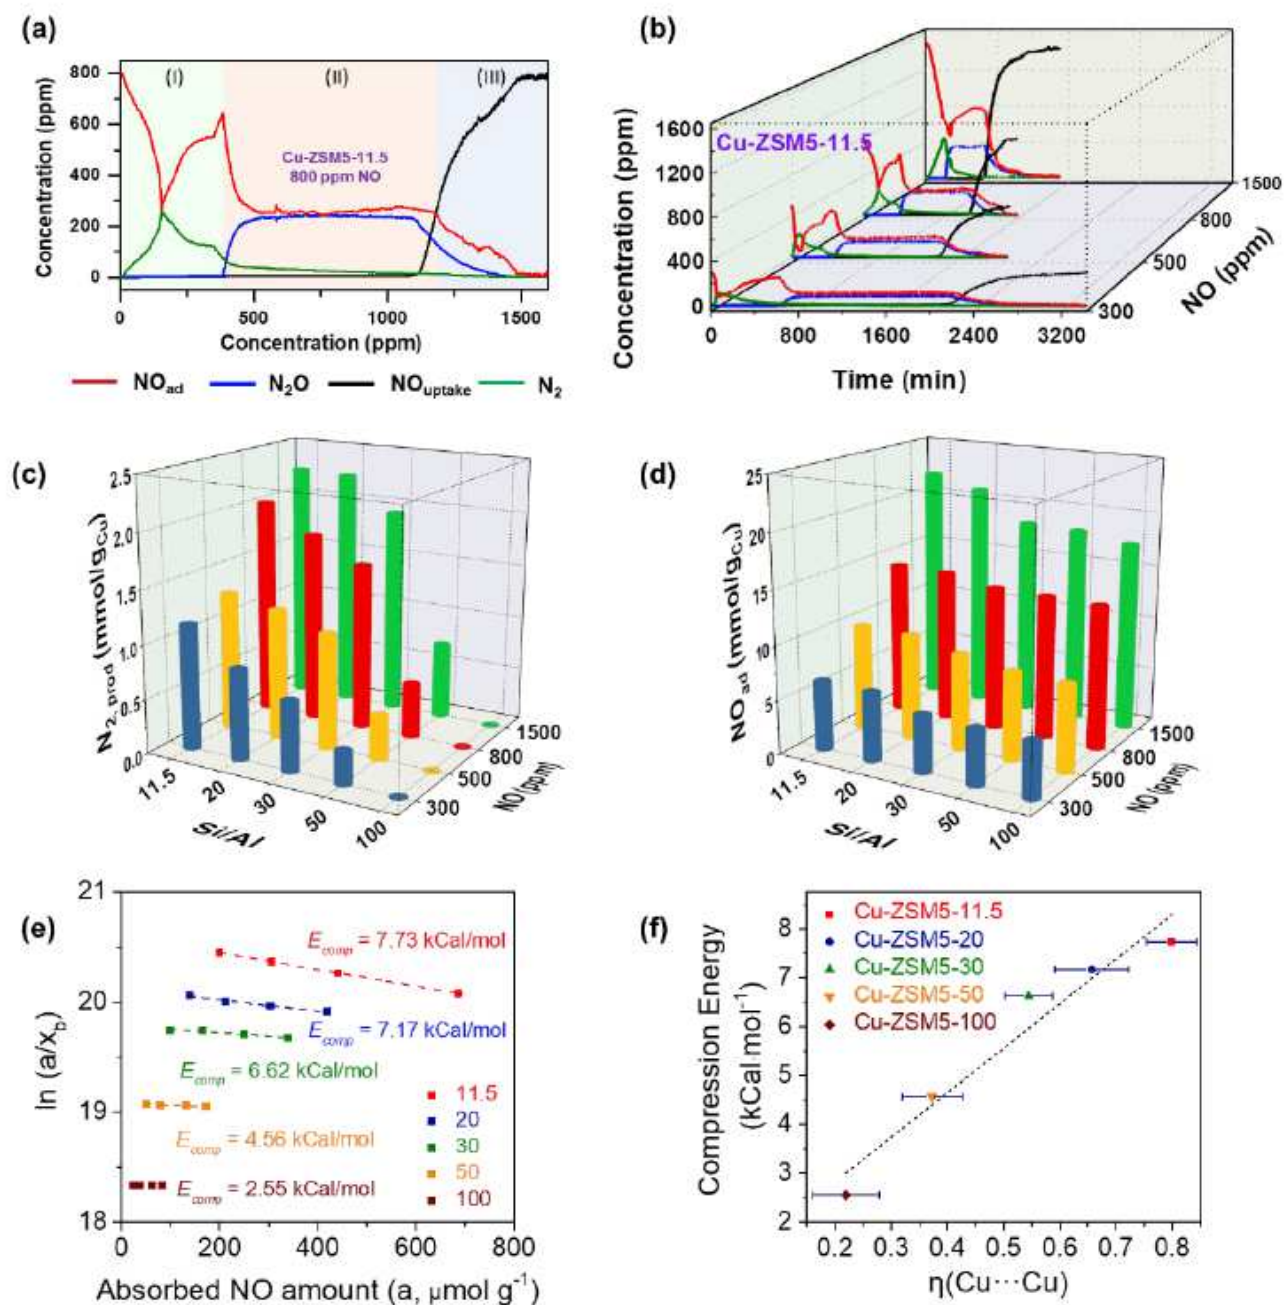 (a)
(I)
(II)
(III)
800
600
400
200
0
Concentration (ppm)
Cu-ZSM5-11.5
800 ppm NO
0
500
1000
1500
Concentration (ppm)
NOad
N2O
NOuptake
N2
(b)
Cu-ZSM5-11.5
1600
1200
800
400
0
Concentration (ppm)
0
800
1600
2400
3200
Time (min)
300
500
800
1500
NO (ppm)
(c)
2.5
2.0
1.5
1.0
0.5
0.0
N2, prod (mmol/gCu)
11.5
20
30
50
100
Si/Al
300
500
800
1500
NO (ppm)
(d)
25
20
15
10
5
0
NOad (mmol/gCu)
11.5
20
30
50
100
Si/Al
300
500
800
1500
NO (ppm)
(e)
21
20
19
18
ln (a/xb)
Ecomp = 7.73 kCal/mol
Ecomp = 7.17 kCal/mol
Ecomp = 6.62 kCal/mol
Ecomp = 4.56 kCal/mol
Ecomp = 2.55 kCal/mol
11.5
20
30
50
100
0
200
400
600
800
Absorbed NO amount (a, μmol g-1)
(f)
8
7
6
5
4
3
2
Compression Energy
(kCal·mol-1)
Cu-ZSM5-11.5
Cu-ZSM5-20
Cu-ZSM5-30
Cu-ZSM5-50
Cu-ZSM5-100
0.2
0.3
0.4
0.5
0.6
0.7
0.8
η(Cu···Cu)